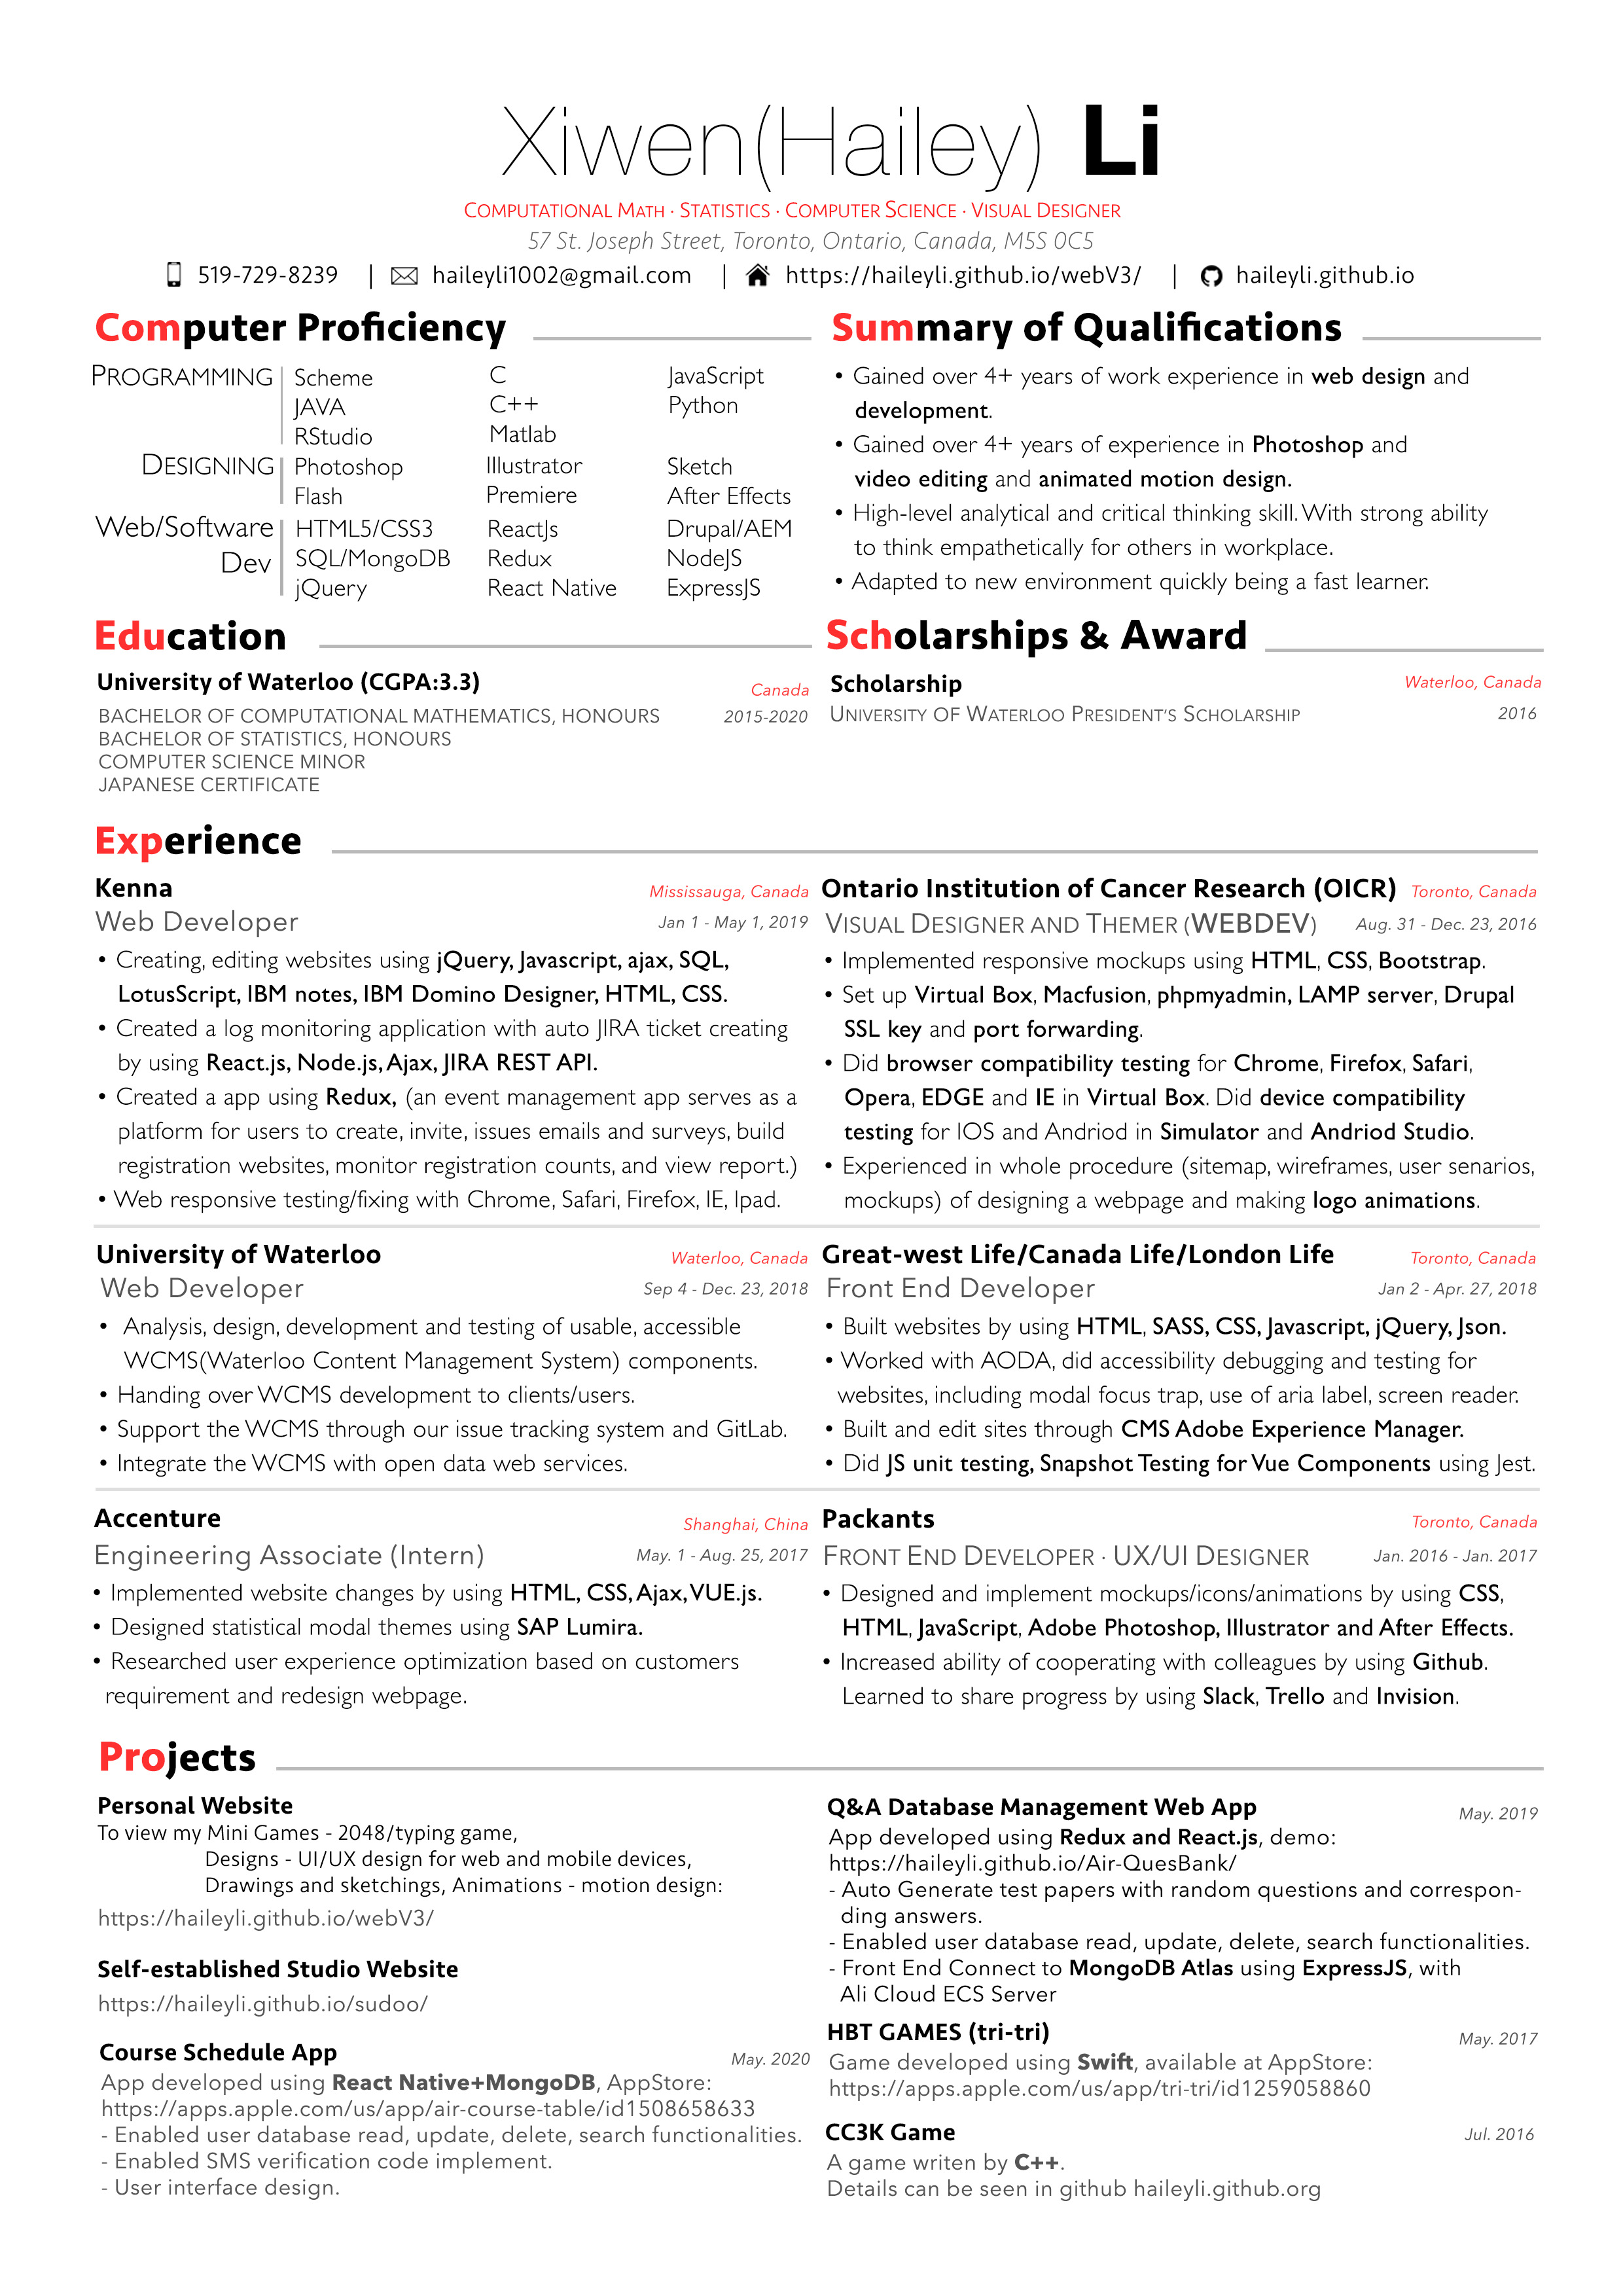 Xiwen(Hailey) Li
Computational Math · Statistics · Computer Science · Visual Designer
57 St. Joseph Street, Toronto, Ontario, Canada, M5S 0C5
519-729-8239 | haileyli1002@gmail.com | https://haileyli.github.io/webV3/ | haileyli.github.io
Computer Proficiency
PROGRAMMING | Scheme C JavaScript
JAVA C++ Python
RStudio Matlab
DESIGNING | Photoshop Illustrator Sketch
Flash Premiere After Effects
Web/Software | HTML5/CSS3 ReactJs Drupal/AEM
Dev SQL/MongoDB Redux NodeJS
jQuery React Native ExpressJS
Summary of Qualifications
• Gained over 4+ years of work experience in web design and
development.
• Gained over 4+ years of experience in Photoshop and
video editing and animated motion design.
• High-level analytical and critical thinking skill. With strong ability
to think empathetically for others in workplace.
• Adapted to new environment quickly being a fast learner.
Education
University of Waterloo (CGPA:3.3) Canada
BACHELOR OF COMPUTATIONAL MATHEMATICS, HONOURS 2015-2020
BACHELOR OF STATISTICS, HONOURS
COMPUTER SCIENCE MINOR
JAPANESE CERTIFICATE
Scholarships & Award
Scholarship Waterloo, Canada
University of Waterloo President's Scholarship 2016
Experience
Kenna Mississauga, Canada
Web Developer Jan 1 - May 1, 2019
• Creating, editing websites using jQuery, Javascript, ajax, SQL,
LotusScript, IBM notes, IBM Domino Designer, HTML, CSS.
• Created a log monitoring application with auto JIRA ticket creating
by using React.js, Node.js, Ajax, JIRA REST API.
• Created a app using Redux, (an event management app serves as a
platform for users to create, invite, issues emails and surveys, build
registration websites, monitor registration counts, and view report.)
• Web responsive testing/fixing with Chrome, Safari, Firefox, IE, Ipad.
Ontario Institution of Cancer Research (OICR) Toronto, Canada
Visual Designer and Themer (WEBDEV) Aug. 31 - Dec. 23, 2016
• Implemented responsive mockups using HTML, CSS, Bootstrap.
• Set up Virtual Box, Macfusion, phpmyadmin, LAMP server, Drupal
SSL key and port forwarding.
• Did browser compatibility testing for Chrome, Firefox, Safari,
Opera, EDGE and IE in Virtual Box. Did device compatibility
testing for IOS and Andriod in Simulator and Andriod Studio.
• Experienced in whole procedure (sitemap, wireframes, user senarios,
mockups) of designing a webpage and making logo animations.
University of Waterloo Waterloo, Canada
Web Developer Sep 4 - Dec. 23, 2018
• Analysis, design, development and testing of usable, accessible
WCMS(Waterloo Content Management System) components.
• Handing over WCMS development to clients/users.
• Support the WCMS through our issue tracking system and GitLab.
• Integrate the WCMS with open data web services.
Great-west Life/Canada Life/London Life Toronto, Canada
Front End Developer Jan 2 - Apr. 27, 2018
• Built websites by using HTML, SASS, CSS, Javascript, jQuery, Json.
• Worked with AODA, did accessibility debugging and testing for
websites, including modal focus trap, use of aria label, screen reader.
• Built and edit sites through CMS Adobe Experience Manager.
• Did JS unit testing, Snapshot Testing for Vue Components using Jest.
Accenture Shanghai, China
Engineering Associate (Intern) May. 1 - Aug. 25, 2017
• Implemented website changes by using HTML, CSS, Ajax, VUE.js.
• Designed statistical modal themes using SAP Lumira.
• Researched user experience optimization based on customers
requirement and redesign webpage.
Packants Toronto, Canada
Front End Developer · UX/UI Designer Jan. 2016 - Jan. 2017
• Designed and implement mockups/icons/animations by using CSS,
HTML, JavaScript, Adobe Photoshop, Illustrator and After Effects.
• Increased ability of cooperating with colleagues by using Github.
Learned to share progress by using Slack, Trello and Invision.
Projects
Personal Website
To view my Mini Games - 2048/typing game,
Designs - UI/UX design for web and mobile devices,
Drawings and sketchings, Animations - motion design:
https://haileyli.github.io/webV3/
Self-established Studio Website
https://haileyli.github.io/sudoo/
Course Schedule App May. 2020
App developed using React Native+MongoDB, AppStore:
https://apps.apple.com/us/app/air-course-table/id1508658633
- Enabled user database read, update, delete, search functionalities.
- Enabled SMS verification code implement.
- User interface design.
Q&A Database Management Web App May. 2019
App developed using Redux and React.js, demo:
https://haileyli.github.io/Air-QuesBank/
- Auto Generate test papers with random questions and correspon-
ding answers.
- Enabled user database read, update, delete, search functionalities.
- Front End Connect to MongoDB Atlas using ExpressJS, with
Ali Cloud ECS Server
HBT GAMES (tri-tri) May. 2017
Game developed using Swift, available at AppStore:
https://apps.apple.com/us/app/tri-tri/id1259058860
CC3K Game Jul. 2016
A game writen by C++.
Details can be seen in github haileyli.github.org